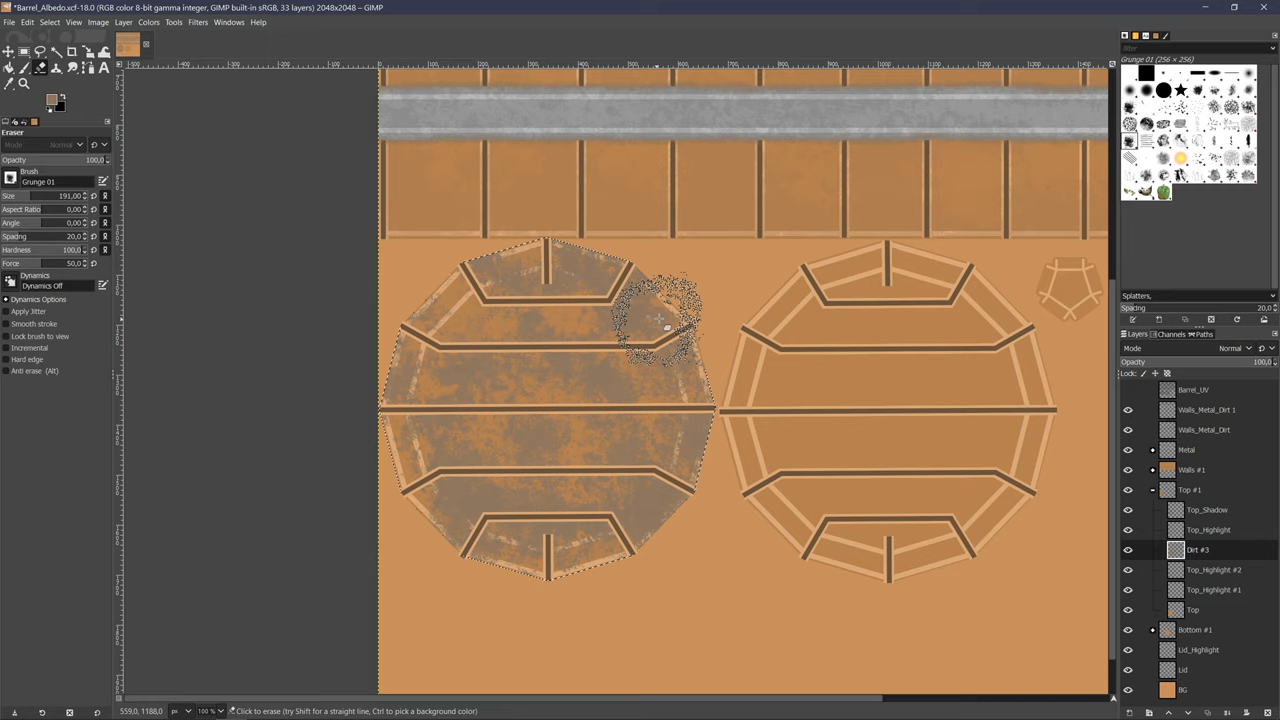 *Barrel_Albedo.xcf-18.0 (RGB color 8-bit gamma integer, GIMP built-in sRGB, 33 layers) 2048x2048 – GIMP
File Edit Select View Image Layer Colors Tools Filters Windows Help
Eraser
Mode Normal
Opacity 100,0
Brush
Grunge 01
Size 191,00
Aspect Ratio 0,00
Angle 0,00
Spacing 20,0
Hardness 100,0
Force 50,0
Dynamics
Dynamics Off
Dynamics Options
Apply Jitter
Smooth stroke
Lock brush to view
Incremental
Hard edge
Anti erase (Alt)
559,0, 1188,0 px 100 % Click to erase (try Shift for a straight line, Ctrl to pick a background color)
filter
Grunge 01 (256 × 256)
Splatters,
Spacing 20,0
Layers Channels Paths
Mode Normal
Opacity 100,0
Lock:
Barrel_UV
Walls_Metal_Dirt 1
Walls_Metal_Dirt
Metal
Walls #1
Top #1
Top_Shadow
Top_Highlight
Dirt #3
Top_Highlight #2
Top_Highlight #1
Top
Bottom #1
Lid_Highlight
Lid
BG